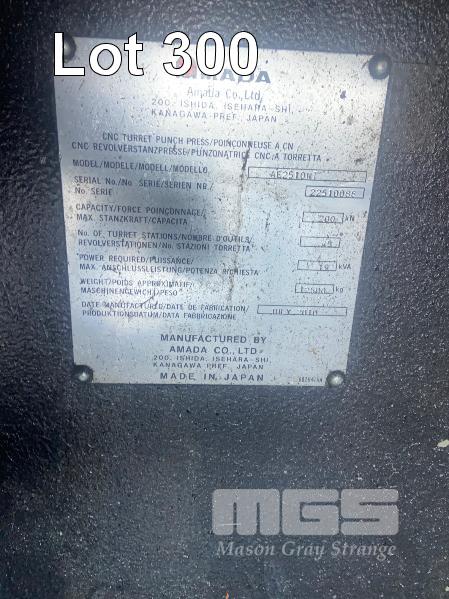 Lot 300
AMADA
Amada Co.,Ltd.
200, ISHIDA, ISEHARA-SHI,
KANAGAWA-PREF. JAPAN
CNC TURRET PUNCH PRESS/POINÇONNEUSE A CN
CNC REVOLVERSTANZPRESSE/PUNZONATRICE CNC A TORRETTA
MODEL/MODELE/MODELL/MODELLO AE2510NT
SERIAL No./No SERIE/SERIEN NR./ 22510088
No. SERIE
CAPACITY/FORCE POINÇONNAGE/ 200 kN
MAX. STANZKRAFT/CAPACITA
No. OF TURRET STATIONS/NOMBRE D'OUTILS/
REVOLVERSTATIONEN/No STAZIONI TORRETTA
POWER REQUIRED/PUISSANCE/ 19 kVA
MAX. ANSCHLUSSLEISTUNG/POTENZA RICHIESTA
WEIGHT/POIDS APPROXIMATIF/ kg
MASCHINENGEWICHT/PESO
DATE MANUFACTURED/DATE DE FABRICATION/
PRODUKTIONSDATUM/DATA FABBRICAZIONE
MANUFACTURED BY
AMADA CO., LTD
200, ISHIDA, ISEHARA-SHI,
KANAGAWA PREF, JAPAN
MADE IN JAPAN
MGS
Mason Gray Strange